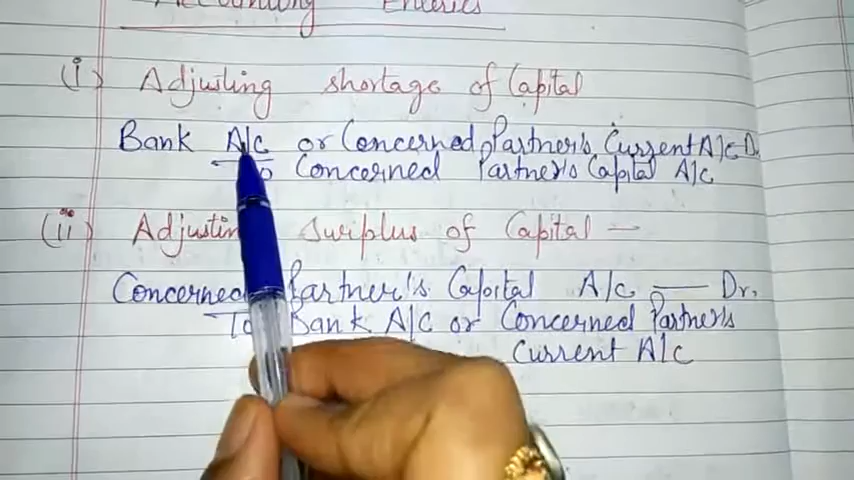 Accounting Entries
(i) Adjusting shortage of Capital
Bank A/c or Concerned Partner's Current A/c D
To Concerned Partner's Capital A/c
(ii) Adjusting Surplus of Capital —
Concerned Partner's Capital A/c — Dr.
To Bank A/c or Concerned Partner's
Current A/c